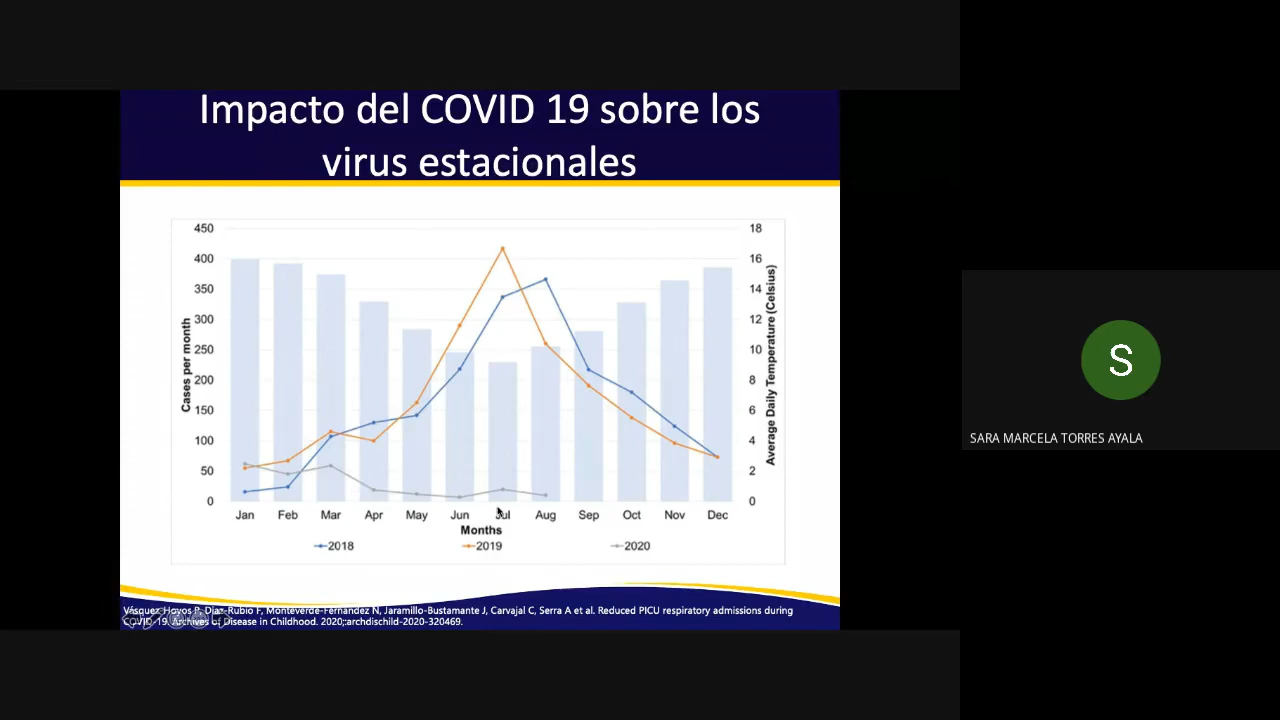 Impacto del COVID 19 sobre los
virus estacionales
450
400
350
300
250
200
150
100
50
0
Cases per month
18
16
14
12
10
8
6
4
2
0
Average Daily Temperature (Celsius)
Jan Feb Mar Apr May Jun Jul Aug Sep Oct Nov Dec
Months
2018 2019 2020
Vásquez-Hoyos P, Diaz-Rubio F, Monteverde-Fernandez N, Jaramillo-Bustamante J, Carvajal C, Serra A et al. Reduced PICU respiratory admissions during
COVID-19. Archives of Disease in Childhood. 2020;:archdischild-2020-320469.
S
SARA MARCELA TORRES AYALA